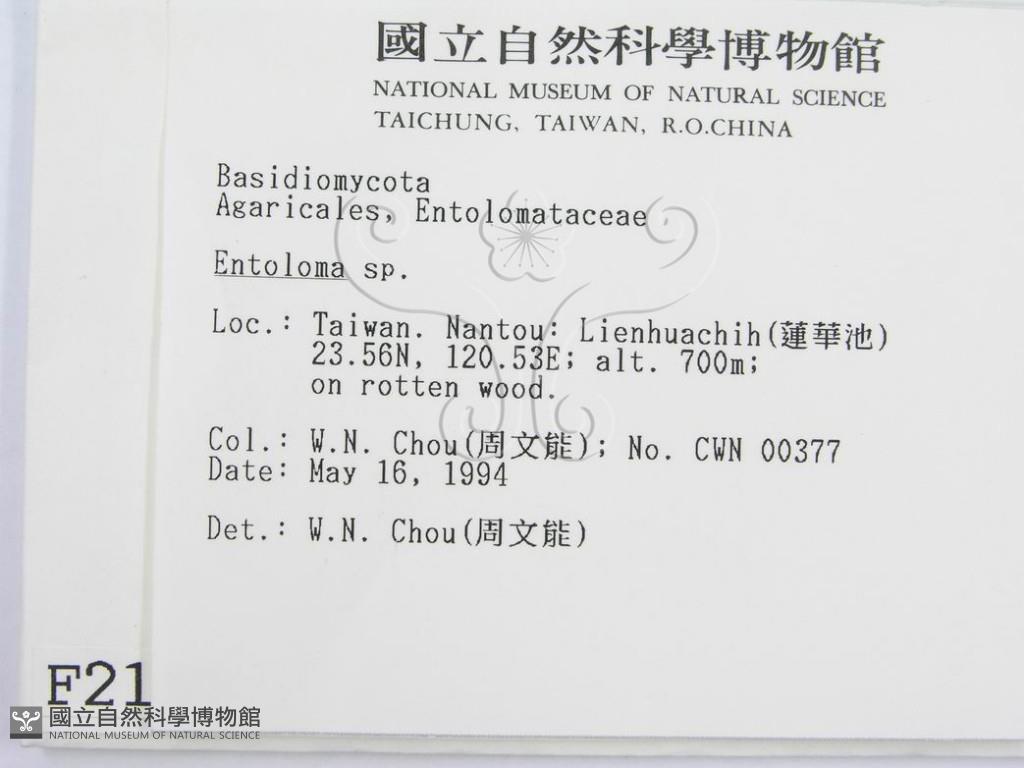 國立自然科學博物館
NATIONAL MUSEUM OF NATURAL SCIENCE
TAICHUNG, TAIWAN, R.O.CHINA
Basidiomycota
Agaricales, Entolomataceae
Entoloma sp.
Loc.: Taiwan. Nantou: Lienhuachih(蓮華池)
23.56N, 120.53E; alt. 700m;
on rotten wood.
Col.: W.N. Chou(周文能); No. CWN 00377
Date: May 16, 1994
Det.: W.N. Chou(周文能)
F21
國立自然科學博物館
NATIONAL MUSEUM OF NATURAL SCIENCE